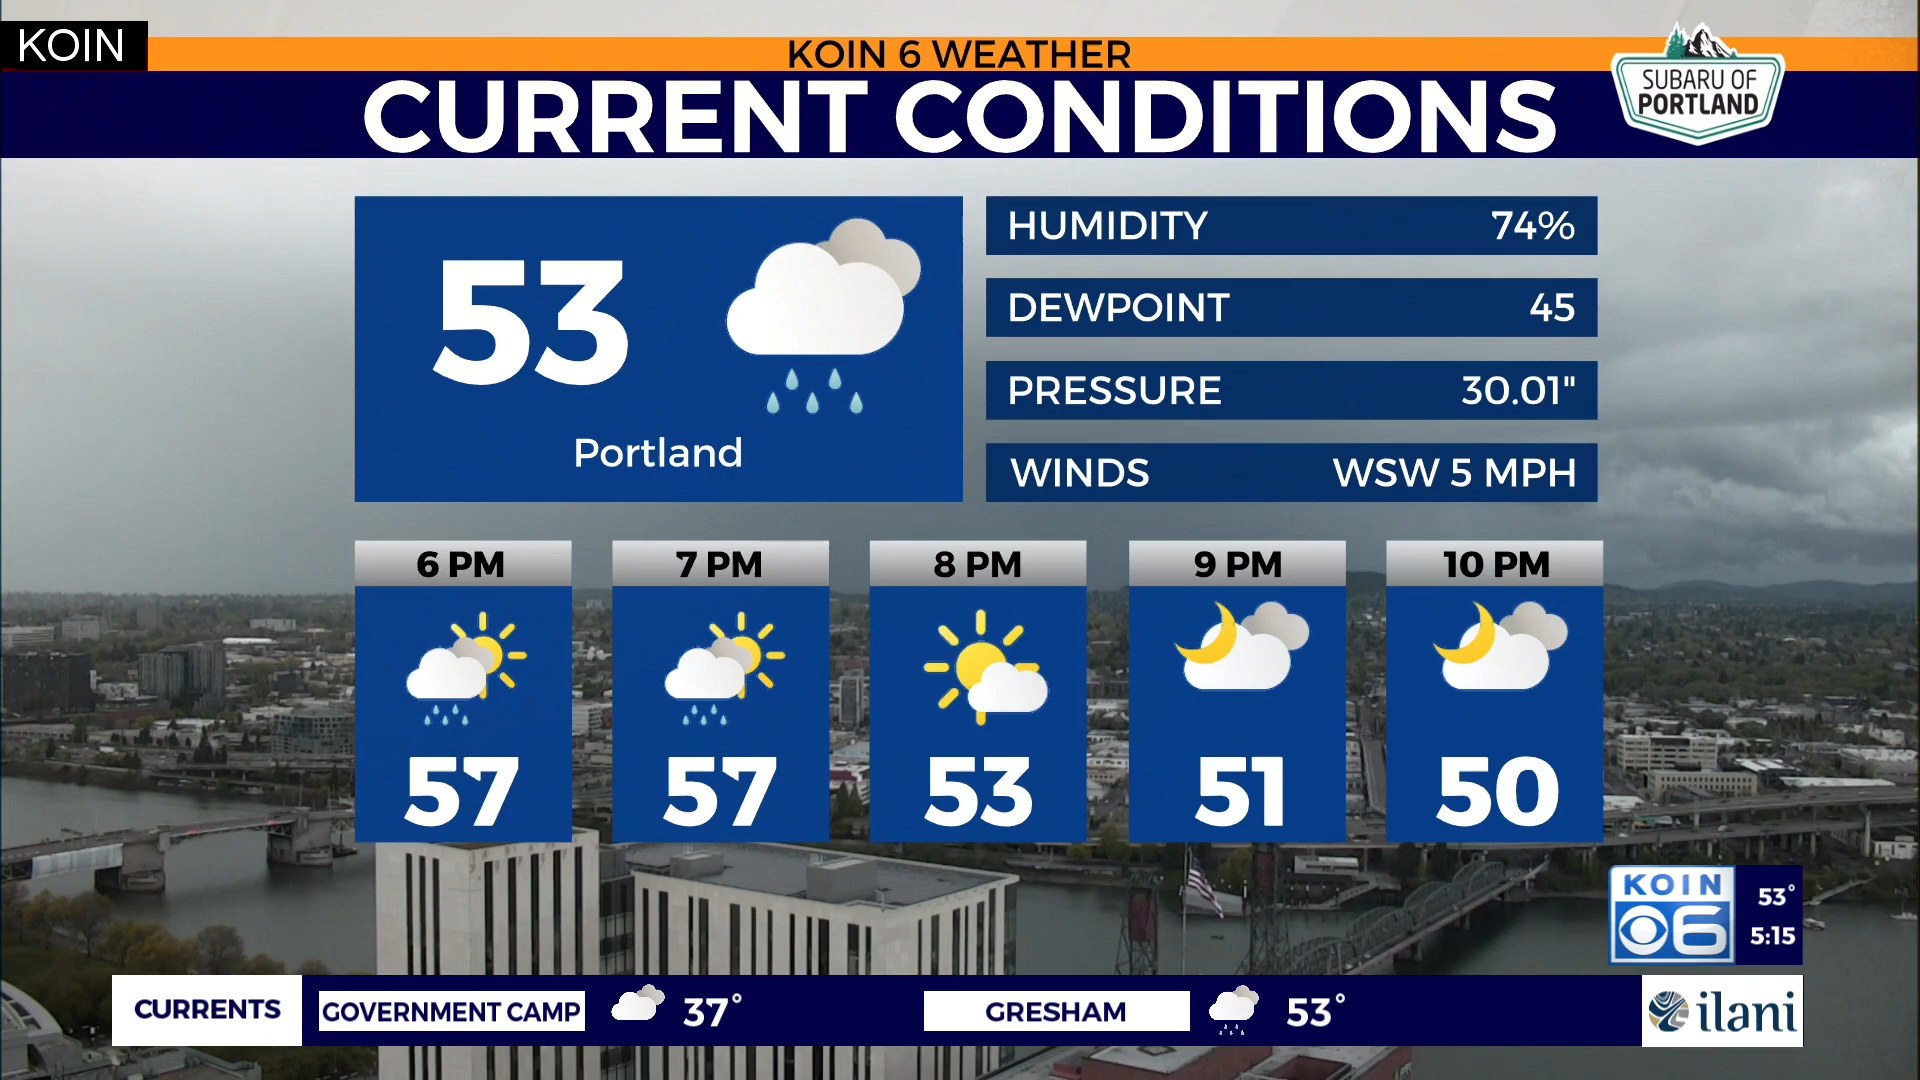 KOIN
KOIN 6 WEATHER
CURRENT CONDITIONS
SUBARU OF
PORTLAND
53
Portland
HUMIDITY 74%
DEWPOINT 45
PRESSURE 30.01"
WINDS WSW 5 MPH
6 PM 7 PM 8 PM 9 PM 10 PM
57 57 53 51 50
KOIN
6
53°
5:15
CURRENTS GOVERNMENT CAMP 37° GRESHAM 53° ilani